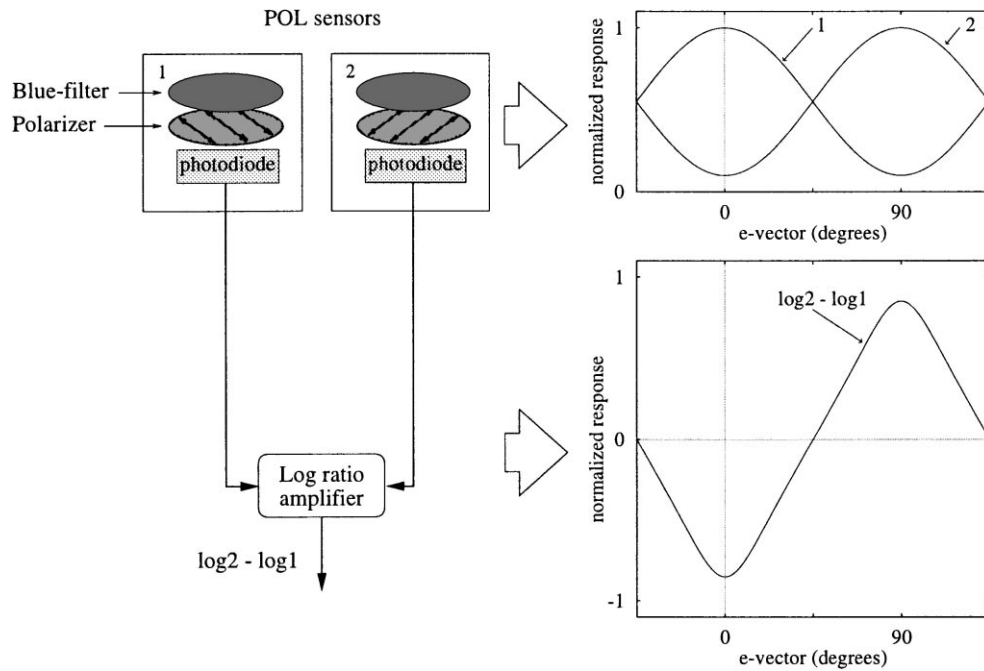 POL sensors
1
2
Blue-filter
Polarizer
photodiode
photodiode
Log ratio
amplifier
log2 - log1
normalized response
1
0
1
2
0
90
e-vector (degrees)
normalized response
1
0
-1
log2 - log1
0
90
e-vector (degrees)